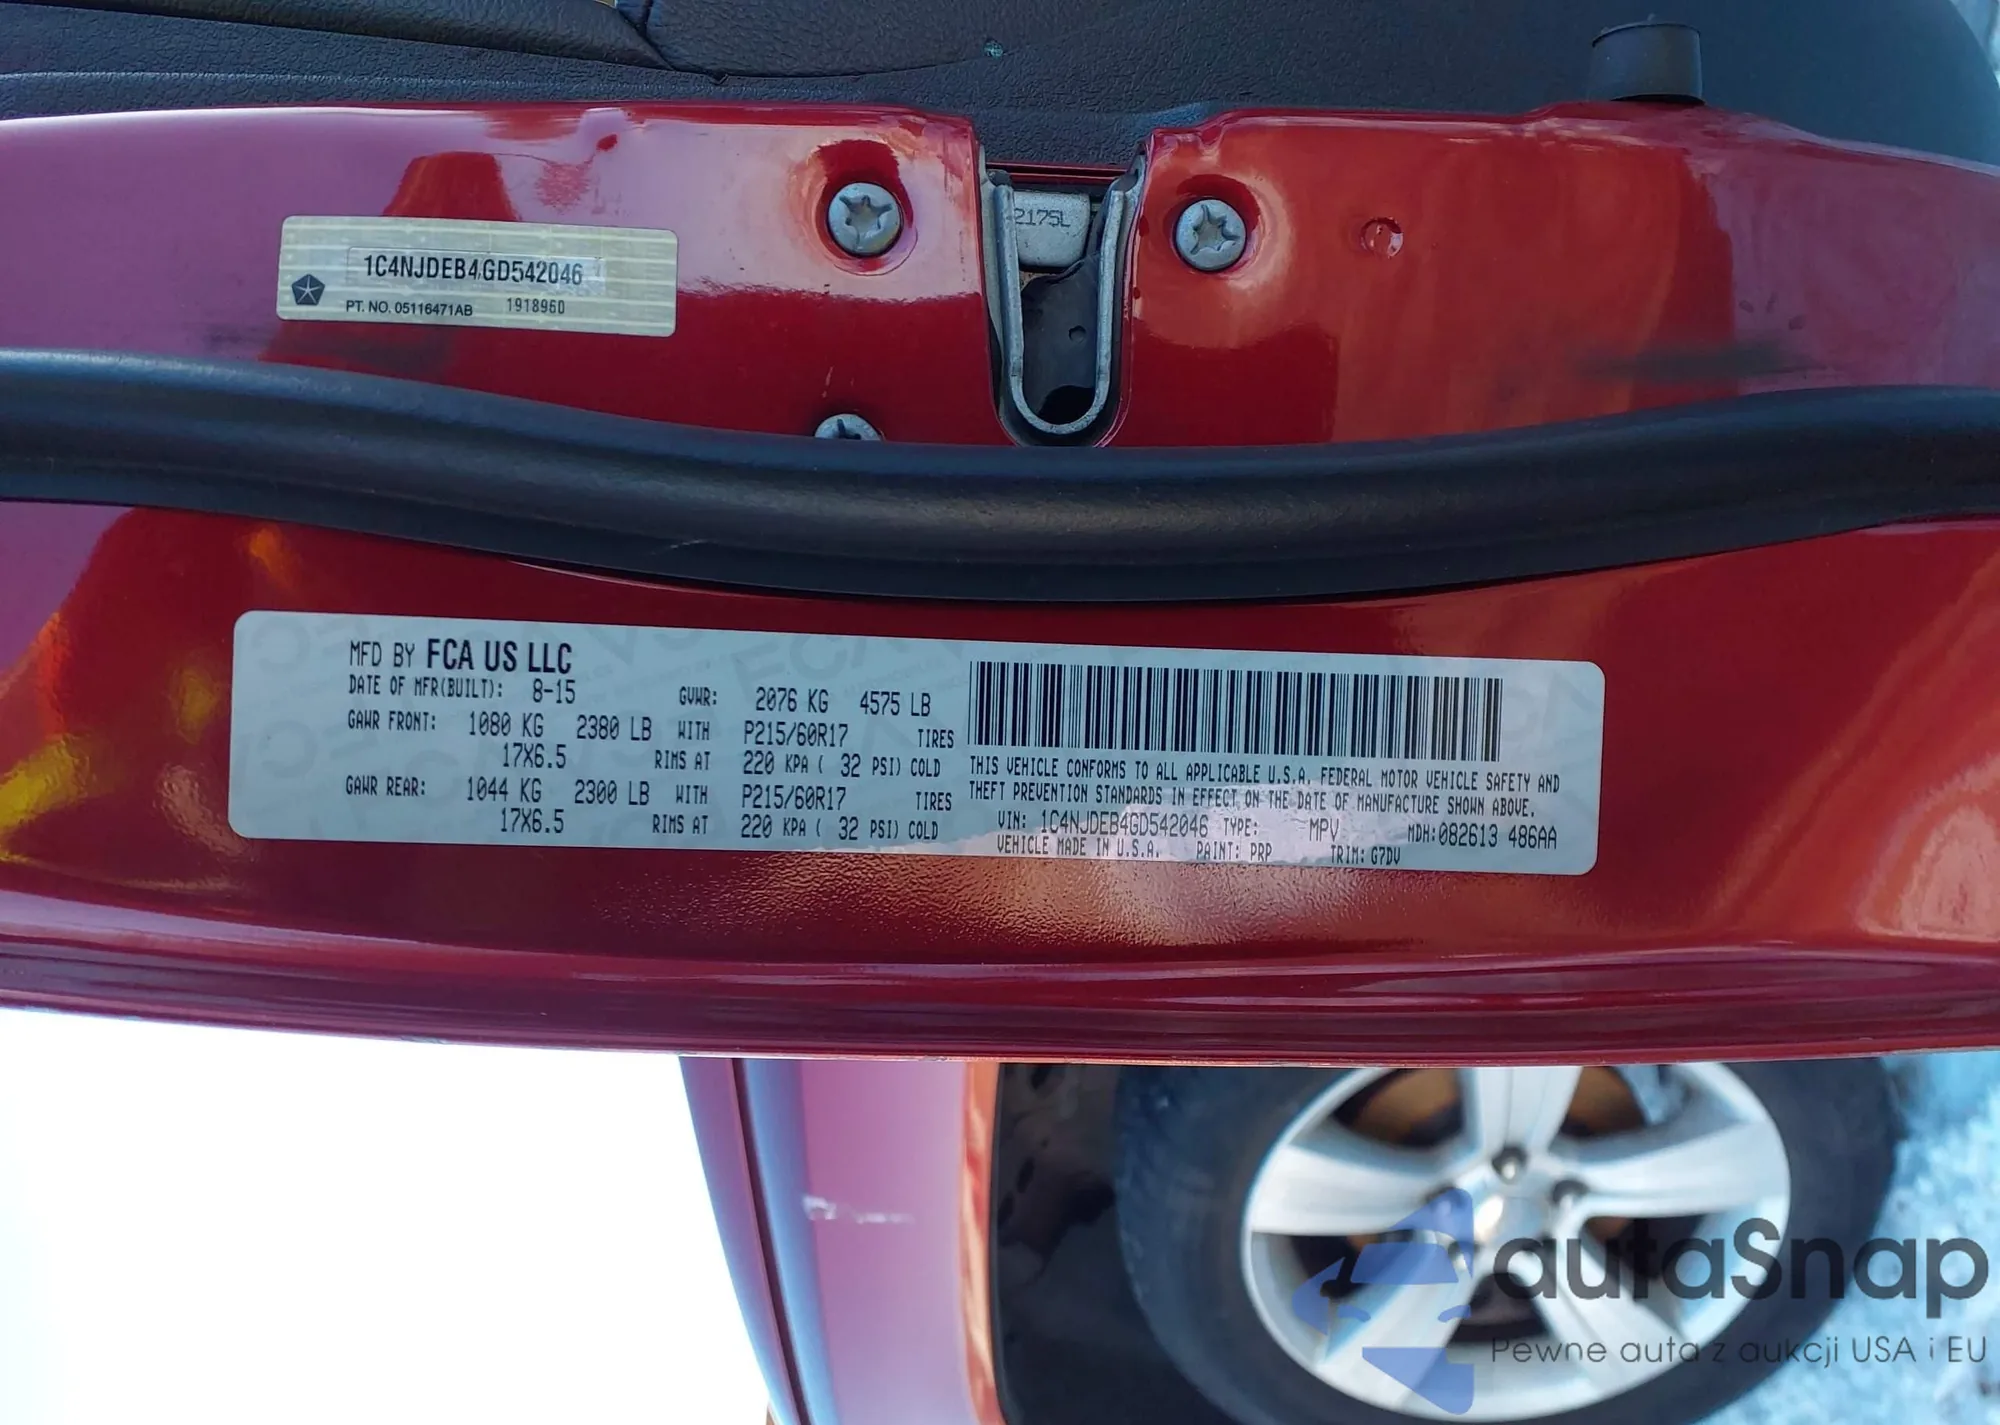 2175L
1C4NJDEB4GD542046
PT. NO. 05116471AB 1918960
MFD BY FCA US LLC
DATE OF MFR(BUILT): 8-15 GVWR: 2076 KG 4575 LB
GAWR FRONT: 1080 KG 2380 LB WITH P215/60R17 TIRES
17X6.5 RIMS AT 220 KPA ( 32 PSI) COLD
GAWR REAR: 1044 KG 2300 LB WITH P215/60R17 TIRES
17X6.5 RIMS AT 220 KPA ( 32 PSI) COLD
THIS VEHICLE CONFORMS TO ALL APPLICABLE U.S.A. FEDERAL MOTOR VEHICLE SAFETY AND
THEFT PREVENTION STANDARDS IN EFFECT ON THE DATE OF MANUFACTURE SHOWN ABOVE.
VIN: 1C4NJDEB4GD542046 TYPE: MPV MDH:082613 486AA
VEHICLE MADE IN U.S.A. PAINT: PRP TRIM: G7DV
autaSnap
Pewne auta z aukcji USA i EU